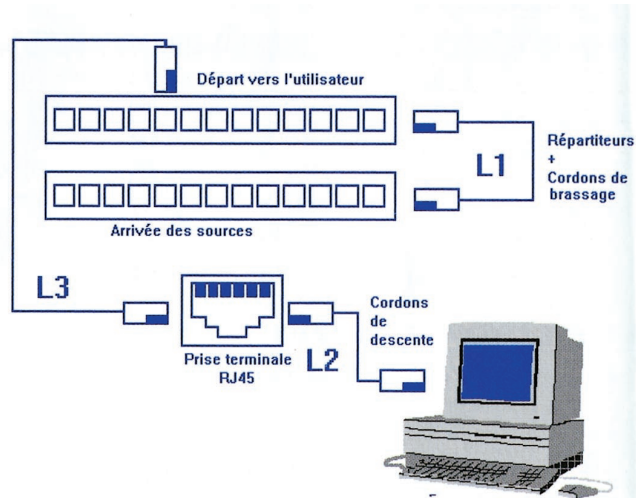 Départ vers l'utilisateur
L1
Répartiteurs
+
Cordons de
brassage
Arrivée des sources
L3
Cordons
de
descente
Prise terminale
RJ45
L2